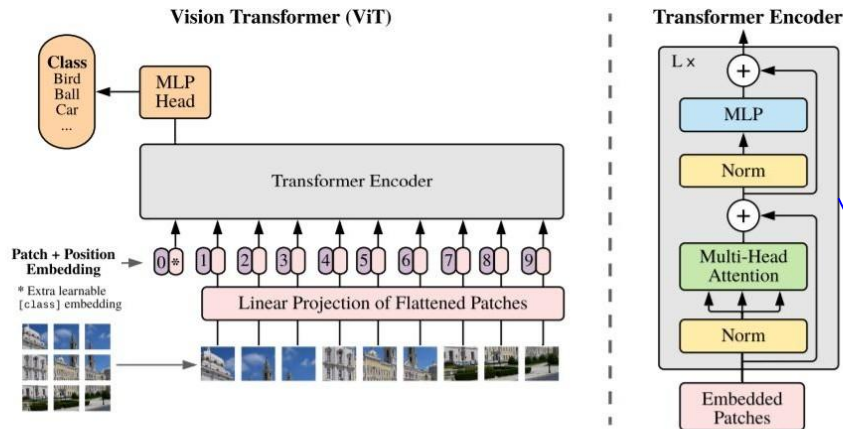 Vision Transformer (ViT)
Class
Bird
Ball
Car
...
MLP
Head
Transformer Encoder
Patch + Position
Embedding
0 * 1 2 3 4 5 6 7 8 9
* Extra learnable
[class] embedding
Linear Projection of Flattened Patches
Transformer Encoder
L ×
+
MLP
Norm
+
Multi-Head
Attention
Norm
Embedded
Patches